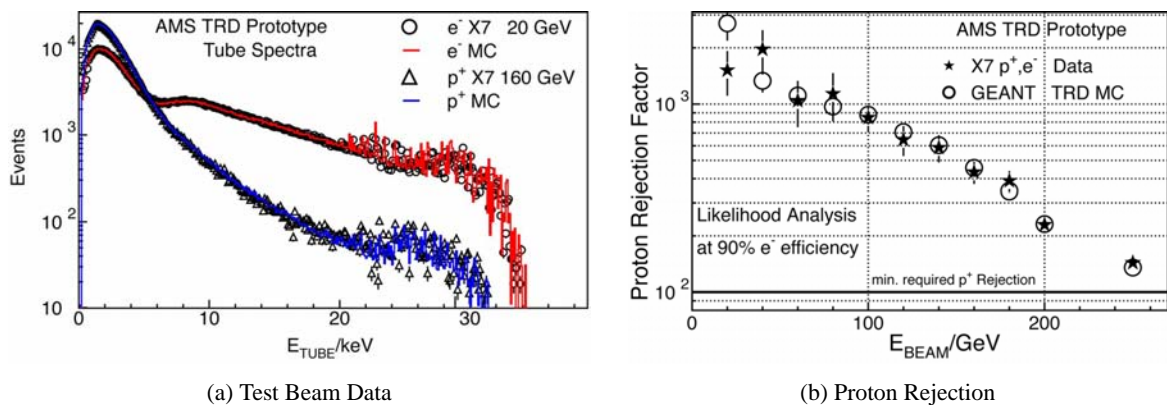 AMS TRD Prototype
Tube Spectra
e⁻ X7 20 GeV
e⁻ MC
p⁺ X7 160 GeV
p⁺ MC
Events
10⁴
10³
10²
10
0
10
20
30
E_TUBE/keV
(a) Test Beam Data
AMS TRD Prototype
X7 p⁺,e⁻ Data
GEANT TRD MC
Proton Rejection Factor
10³
10²
Likelihood Analysis
at 90% e⁻ efficiency
min. required p⁺ Rejection
0
100
200
E_BEAM/GeV
(b) Proton Rejection